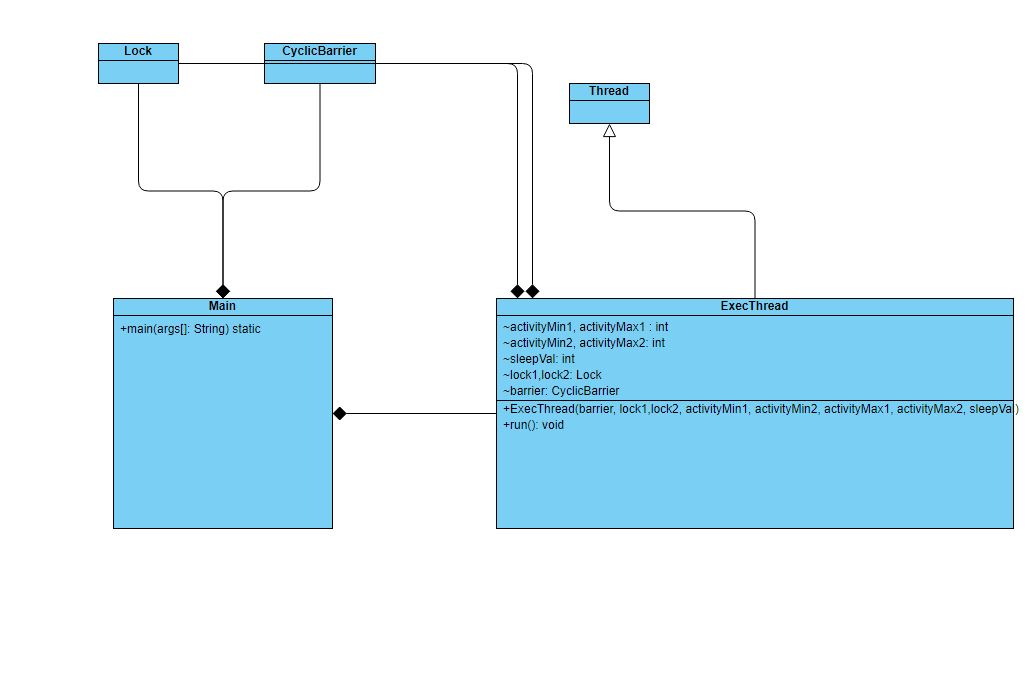 Lock
CyclicBarrier
Thread
Main
+main(args[]: String) static
ExecThread
~activityMin1, activityMax1 : int
~activityMin2, activityMax2: int
~sleepVal: int
~lock1,lock2: Lock
~barrier: CyclicBarrier
+ExecThread(barrier, lock1,lock2, activityMin1, activityMin2, activityMax1, activityMax2, sleepVal)
+run(): void